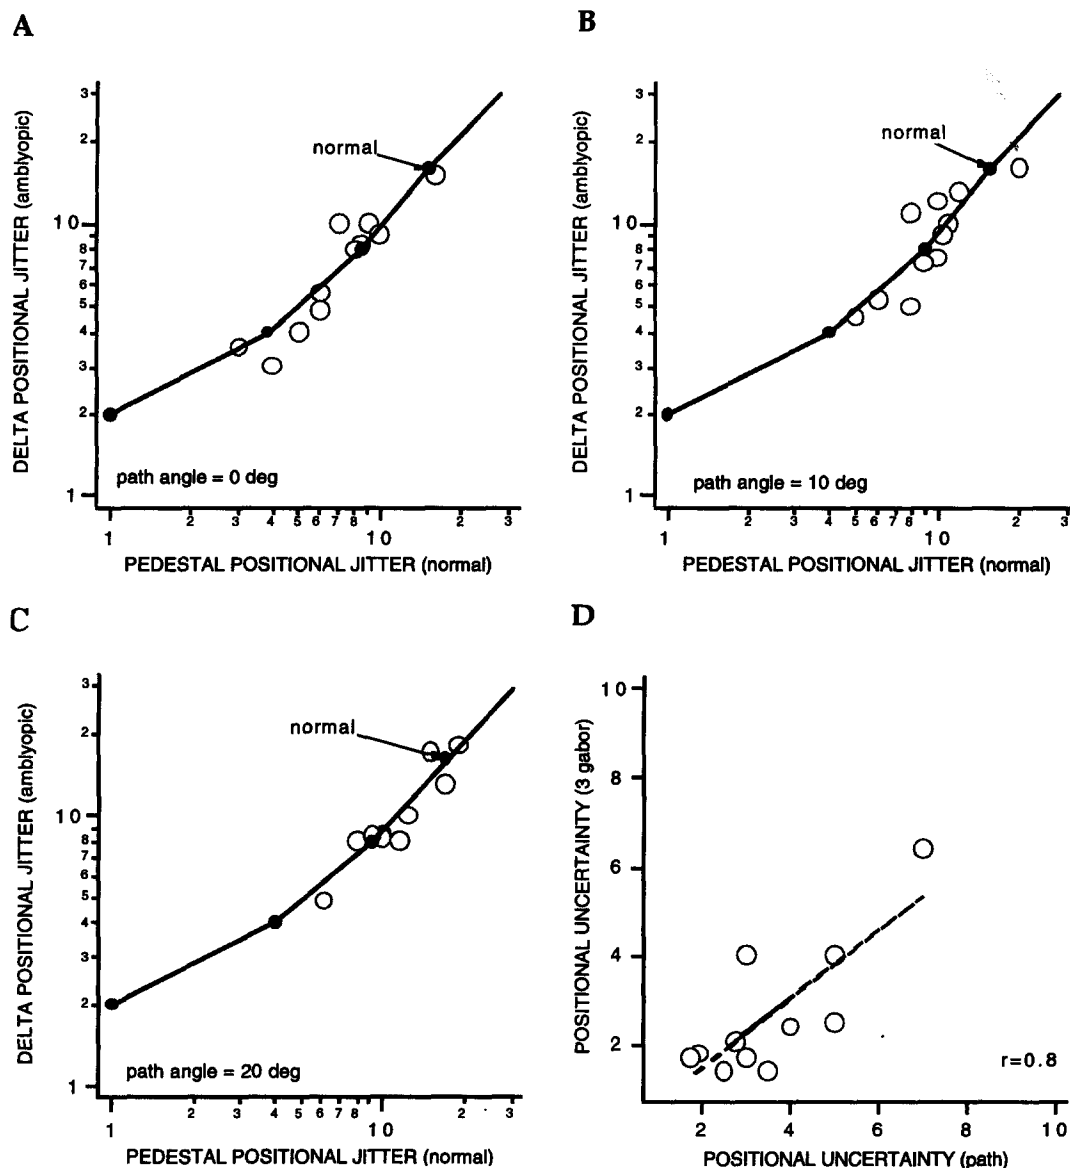 A
DELTA POSITIONAL JITTER (amblyopic)
3
2
10
8
7
6
5
4
3
2
1
normal
path angle = 0 deg
1 2 3 4 5 6 7 8 10 2 3
PEDESTAL POSITIONAL JITTER (normal)
B
DELTA POSITIONAL JITTER (amblyopic)
3
2
10
8
7
6
5
4
3
2
1
normal
path angle = 10 deg
1 2 3 4 5 6 7 8 10 2 3
PEDESTAL POSITIONAL JITTER (normal)
C
DELTA POSITIONAL JITTER (amblyopic)
3
2
10
8
7
6
5
4
3
2
1
normal
path angle = 20 deg
1 2 3 4 5 6 7 8 10 2 3
PEDESTAL POSITIONAL JITTER (normal)
D
POSITIONAL UNCERTAINTY (3 gabor)
10
8
6
4
2
r=0.8
2 4 6 8 10
POSITIONAL UNCERTAINTY (path)